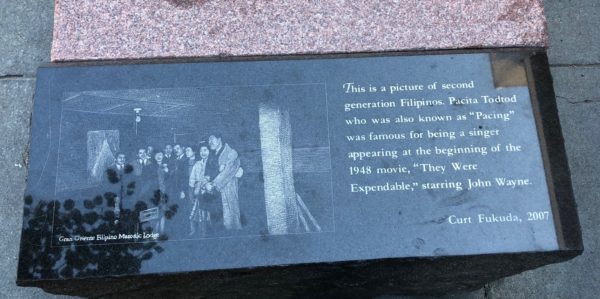 This is a picture of second
generation Filipinos. Pacita Todtod
who was also known as “Pacing”
was famous for being a singer
appearing at the beginning of the
1948 movie, “They Were
Expendable,” starring John Wayne.
Curt Fukuda, 2007
Gran Oriente Filipino Masonic Lodge